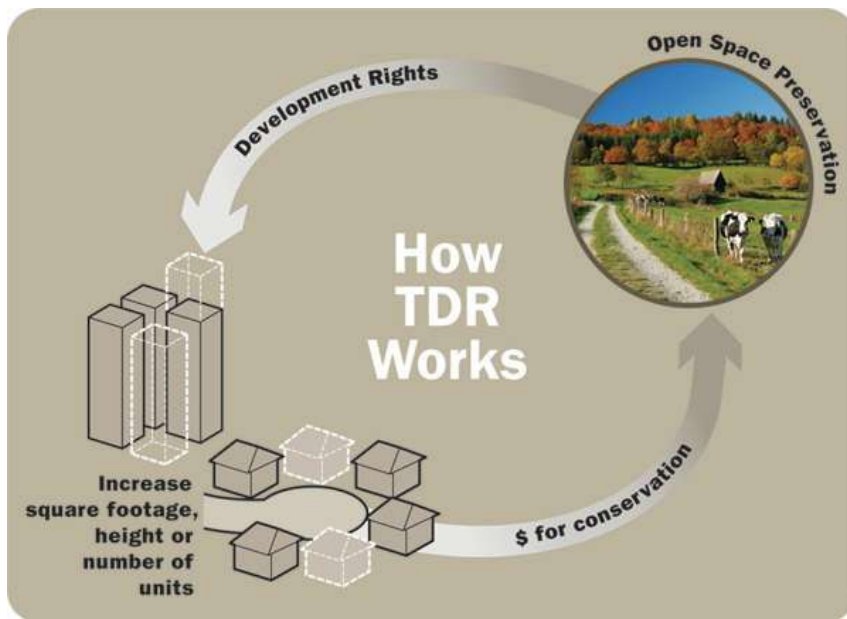 Open Space Preservation
Development Rights
How
TDR
Works
$ for conservation
Increase
square footage,
height or
number of
units